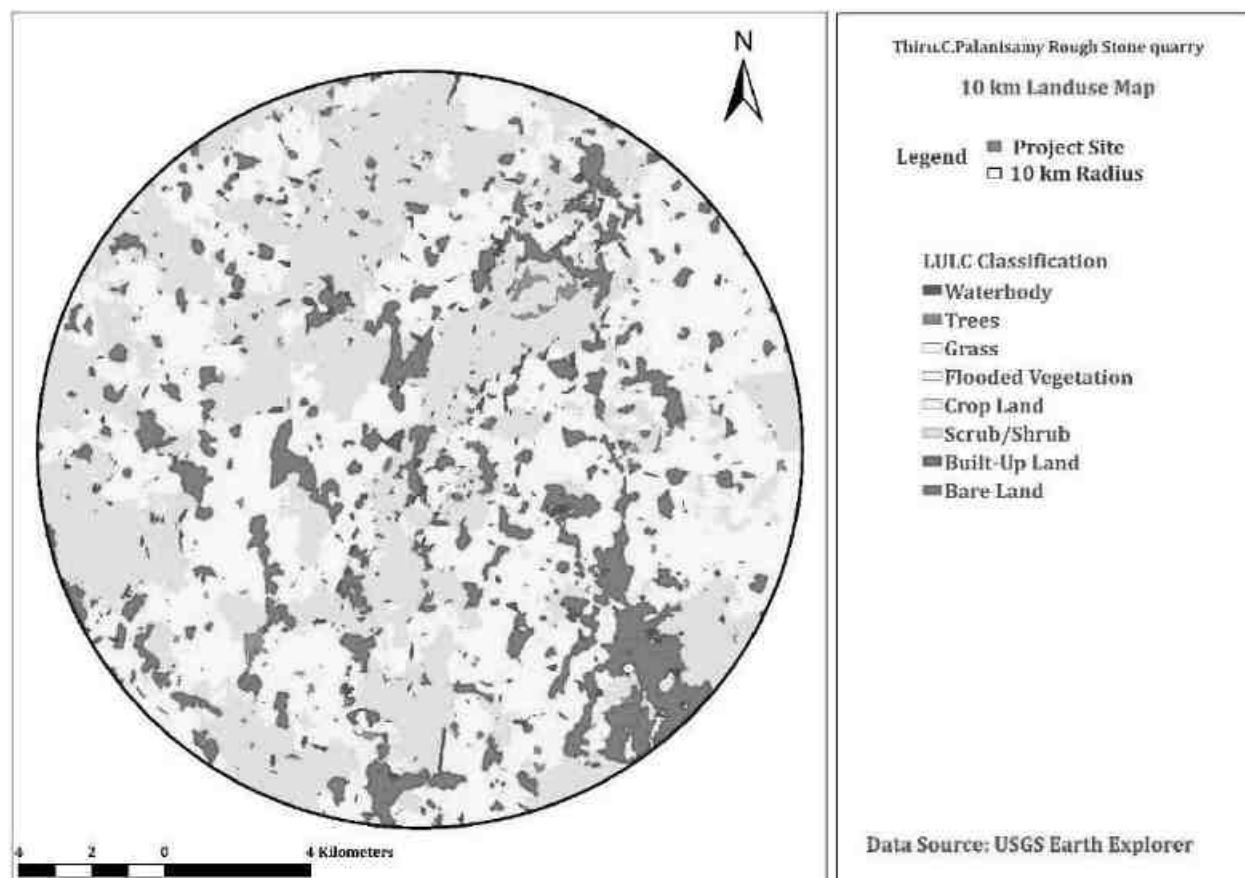 N
Thiru.C.Palanisamy Rough Stone quarry
10 km Landuse Map
Legend
Project Site
10 km Radius
LULC Classification
Waterbody
Trees
Grass
Flooded Vegetation
Crop Land
Scrub/Shrub
Built-Up Land
Bare Land
4 2 0 4 Kilometers
Data Source: USGS Earth Explorer